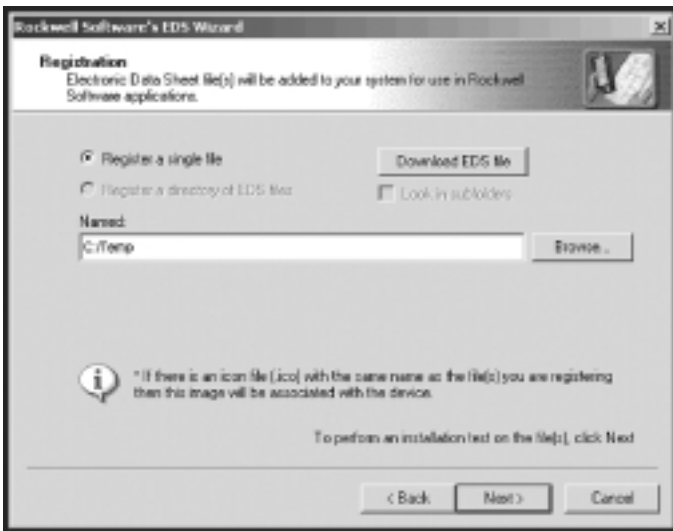 Rockwell Software's EDS Wizard
Registration
Electronic Data Sheet file(s) will be added to your system for use in Rockwell
Software applications.
Register a single file
Download EDS file
Register a directory of EDS files
Look in subfolders
Named:
C:/Temp
Browse...
* If there is an icon file (.ico) with the same name as the file(s) you are registering
then this image will be associated with the device.
To perform an installation test on the file(s), click Next
< Back
Next >
Cancel